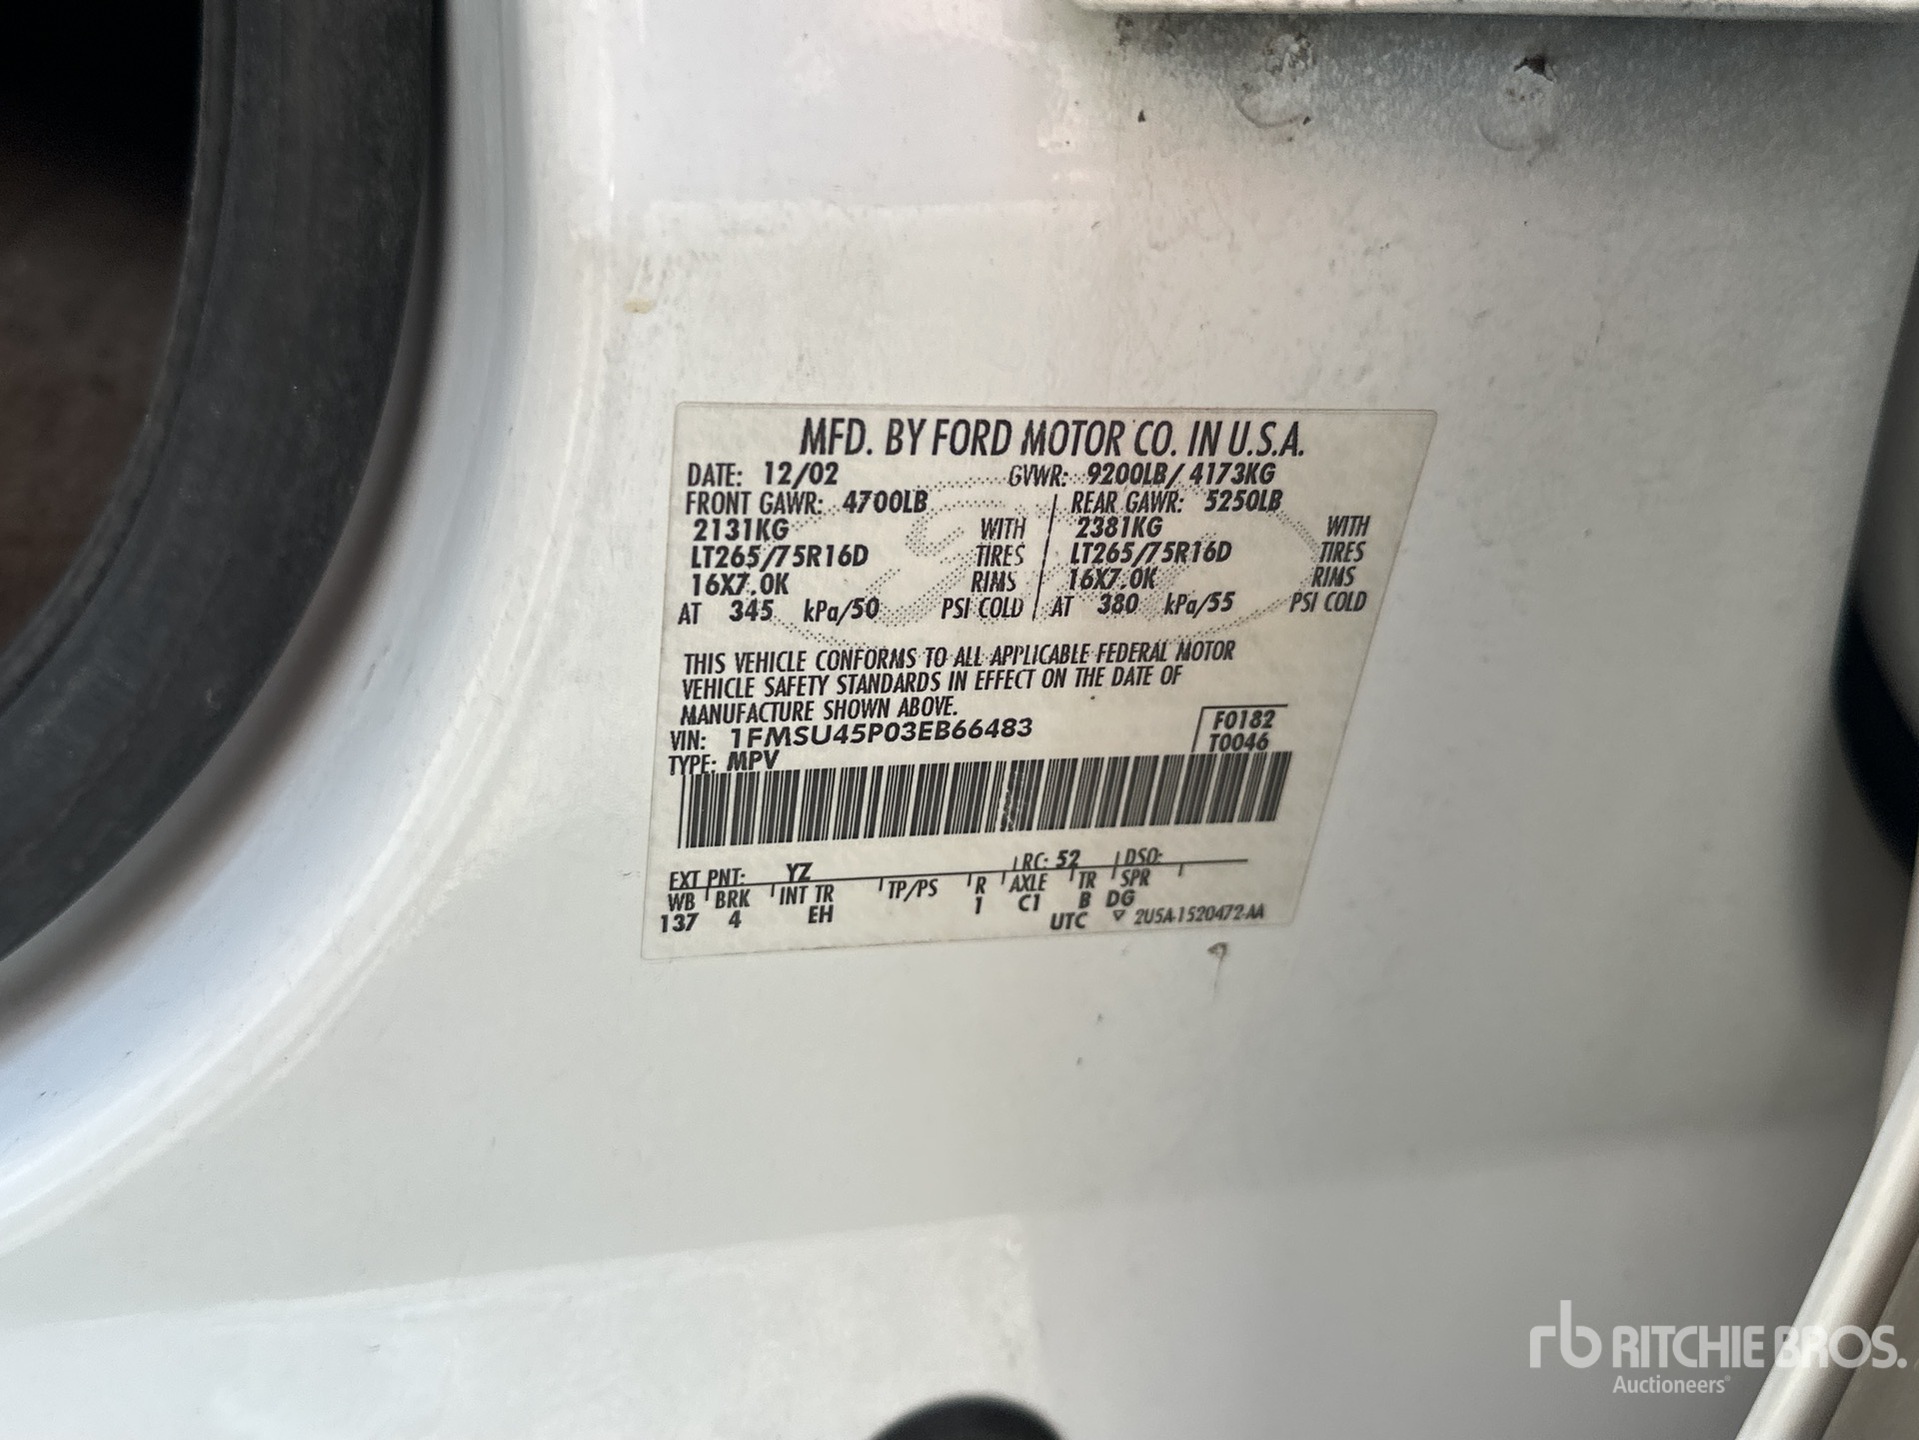 MFD. BY FORD MOTOR CO. IN U.S.A.
DATE: 12/02 GVWR: 9200LB/ 4173KG
FRONT GAWR: 4700LB REAR GAWR: 5250LB
2131KG WITH 2381KG WITH
LT265/75R16D TIRES LT265/75R16D TIRES
16X7.0K RIMS 16X7.0K RIMS
AT 345 kPa/50 PSI COLD AT 380 kPa/55 PSI COLD
THIS VEHICLE CONFORMS TO ALL APPLICABLE FEDERAL MOTOR
VEHICLE SAFETY STANDARDS IN EFFECT ON THE DATE OF
MANUFACTURE SHOWN ABOVE.
VIN: 1FMSU45P03EB66483 F0182
TYPE: MPV T0046
EXT PNT: YZ RC: 52 DSO:
WB BRK INT TR TP/PS R AXLE TR SPR
137 4 EH 1 C1 B DG
UTC ▽ 2U5A-1520472-AA
rb RITCHIE BROS.
Auctioneers®